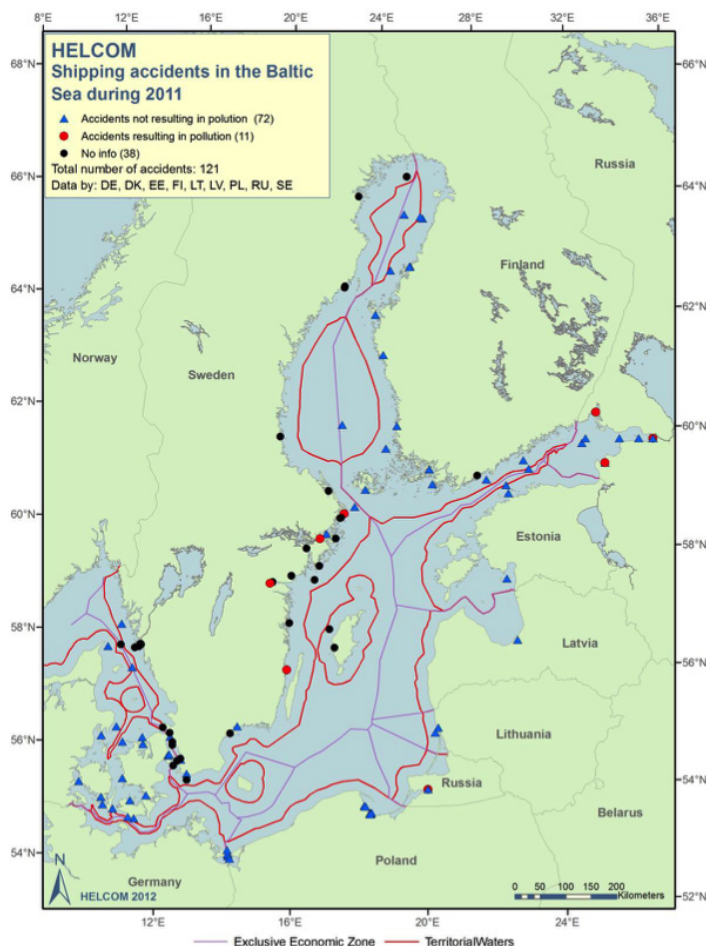 8°E 12°E 16°E 20°E 24°E 28°E 32°E 36°E
HELCOM
Shipping accidents in the Baltic
Sea during 2011
Accidents not resulting in polution (72)
Accidents resulting in pollution (11)
No info (38)
Total number of accidents: 121
Data by: DE, DK, EE, FI, LT, LV, PL, RU, SE
68°N
66°N
Russia
66°N
64°N
Finland
64°N
62°N
Norway
Sweden
62°N
60°N
60°N
Estonia
58°N
58°N
Latvia
56°N
Lithuania
56°N
Russia
54°N
Belarus
54°N
Poland
N
Germany
0 50 100 150 200
Kilometers
HELCOM 2012
52°N
12°E 16°E 20°E 24°E
Exclusive Economic Zone
TerritorialWaters